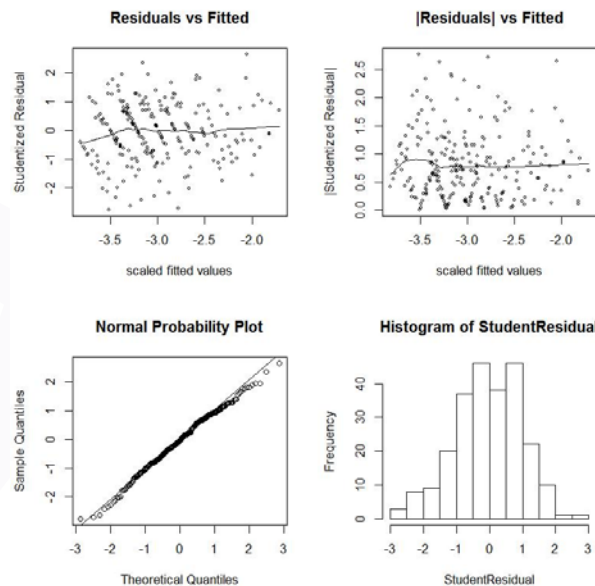 Residuals vs Fitted
Studentized Residual
2
1
0
-1
-2
-3.5 -3.0 -2.5 -2.0
scaled fitted values
|Residuals| vs Fitted
|Studentized Residual|
2.5
2.0
1.5
1.0
0.5
0.0
-3.5 -3.0 -2.5 -2.0
scaled fitted values
Normal Probability Plot
Sample Quantiles
2
1
0
-1
-2
-3 -2 -1 0 1 2 3
Theoretical Quantiles
Histogram of StudentResidual
Frequency
40
30
20
10
0
-3 -2 -1 0 1 2 3
StudentResidual